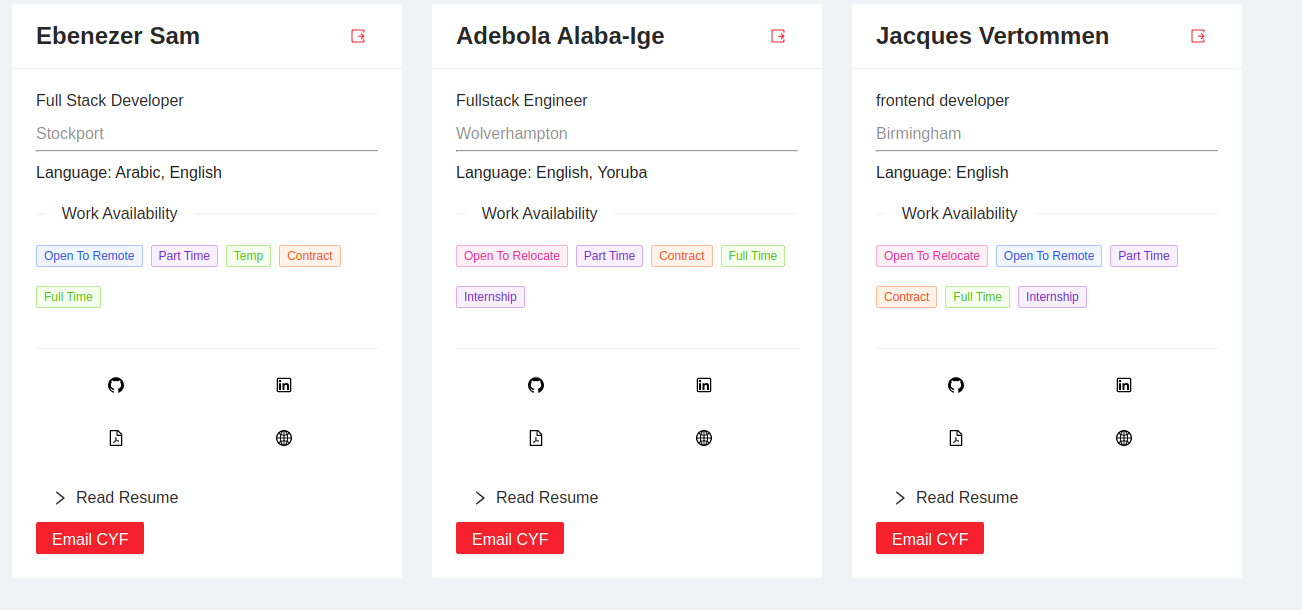 Ebenezer Sam
Full Stack Developer
Stockport
Language: Arabic, English
Work Availability
Open To Remote Part Time Temp Contract
Full Time
Read Resume
Email CYF
Adebola Alaba-Ige
Fullstack Engineer
Wolverhampton
Language: English, Yoruba
Work Availability
Open To Relocate Part Time Contract Full Time
Internship
Read Resume
Email CYF
Jacques Vertommen
frontend developer
Birmingham
Language: English
Work Availability
Open To Relocate Open To Remote Part Time
Contract Full Time Internship
Read Resume
Email CYF